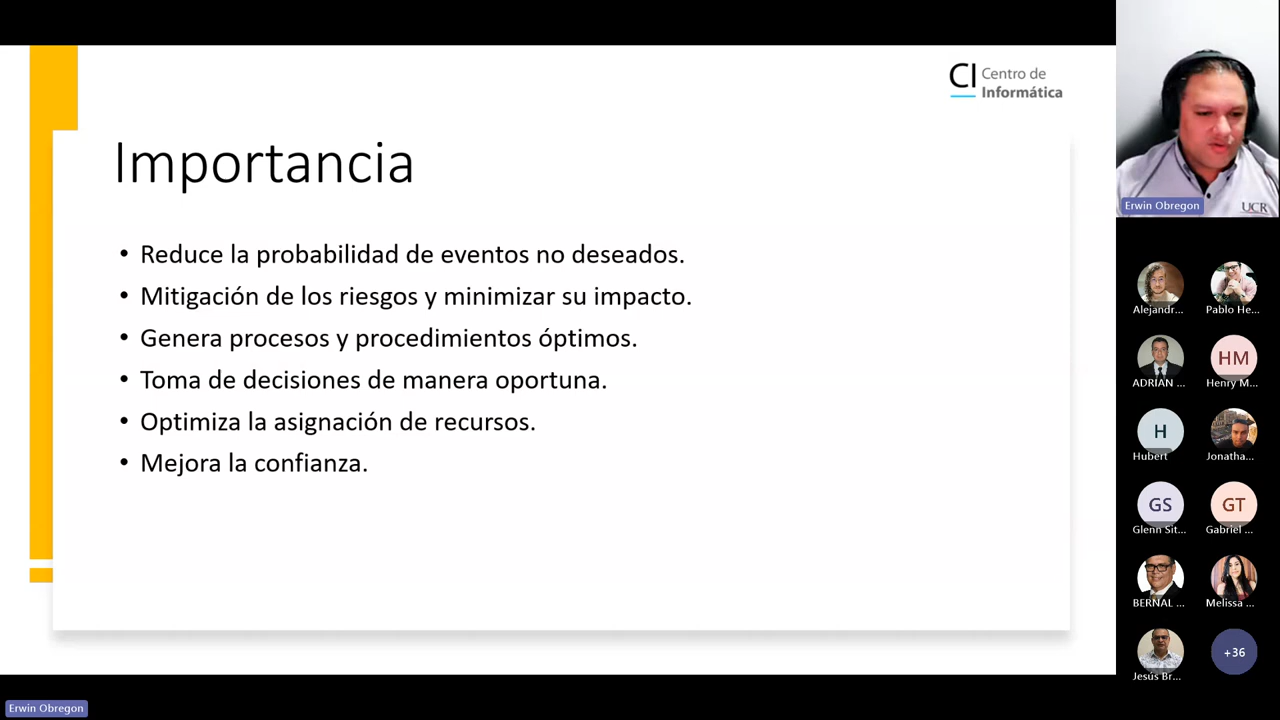 CI Centro de
Informática
Importancia
• Reduce la probabilidad de eventos no deseados.
• Mitigación de los riesgos y minimizar su impacto.
• Genera procesos y procedimientos óptimos.
• Toma de decisiones de manera oportuna.
• Optimiza la asignación de recursos.
• Mejora la confianza.
Erwin Obregon
UCR
Alejandr...
Pablo He...
ADRÍAN ...
HM
Henry M...
H
Hubert
Jonatha...
GS
Glenn Sit...
GT
Gabriel ...
BERNAL ...
Melissa ...
Jesús Br...
+36
Erwin Obregon